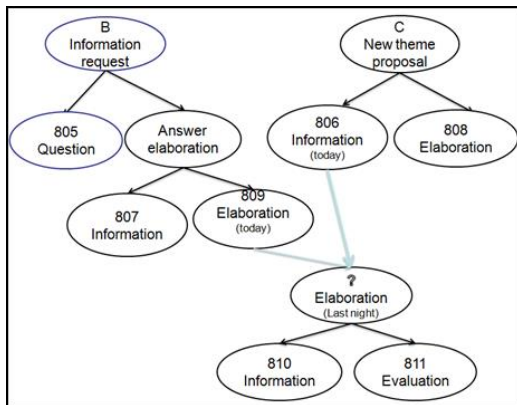 B
Information
request
C
New theme
proposal
805
Question
Answer
elaboration
806
Information
(today)
808
Elaboration
807
Information
809
Elaboration
(today)
?
Elaboration
(Last night)
810
Information
811
Evaluation